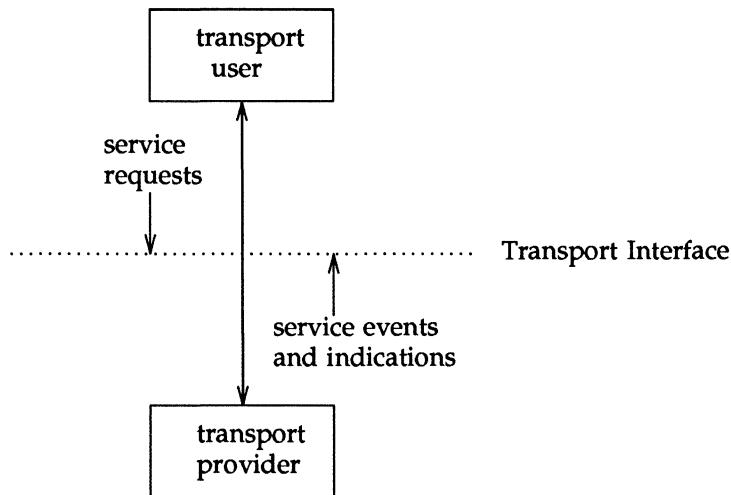 transport
user
service
requests
Transport Interface
service events
and indications
transport
provider